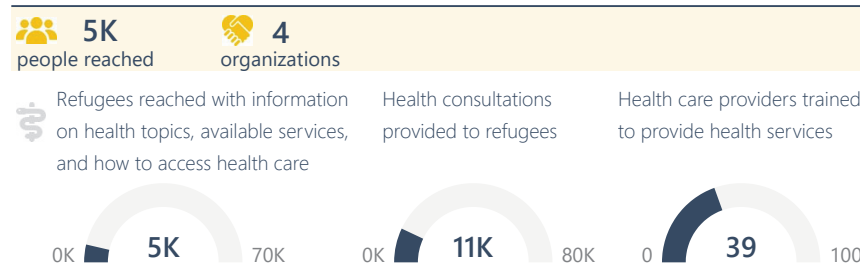 5K
people reached
4
organizations
Refugees reached with information
on health topics, available services,
and how to access health care
Health consultations
provided to refugees
Health care providers trained
to provide health services
0K 5K 70K
0K 11K 80K
0 39 100